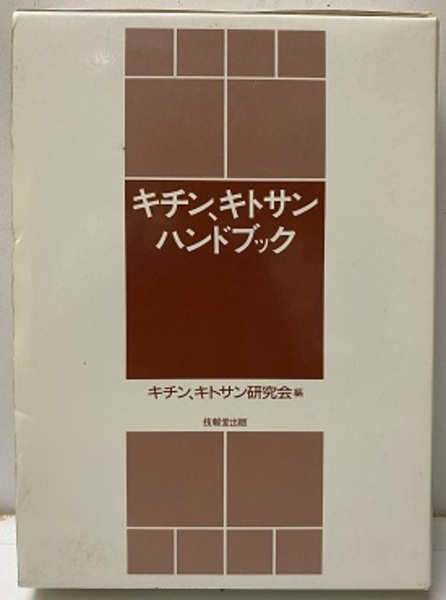 キチン、キトサン
ハンドブック
キチン、キトサン研究会編
技報堂出版